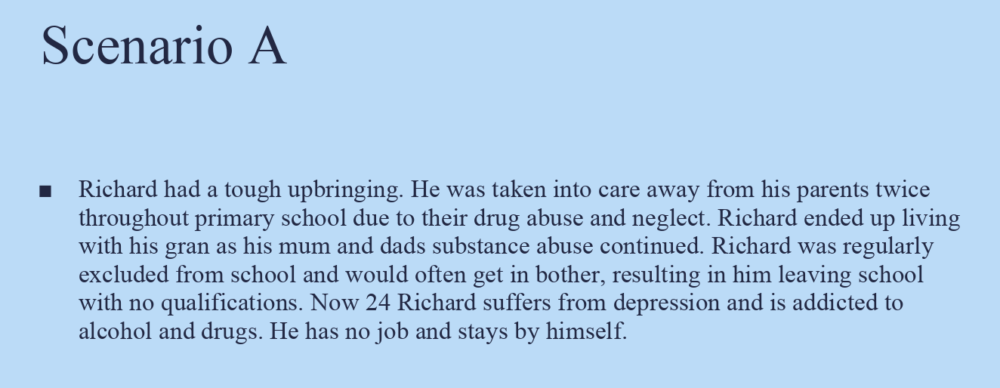 Scenario A
▪ Richard had a tough upbringing. He was taken into care away from his parents twice
throughout primary school due to their drug abuse and neglect. Richard ended up living
with his gran as his mum and dads substance abuse continued. Richard was regularly
excluded from school and would often get in bother, resulting in him leaving school
with no qualifications. Now 24 Richard suffers from depression and is addicted to
alcohol and drugs. He has no job and stays by himself.